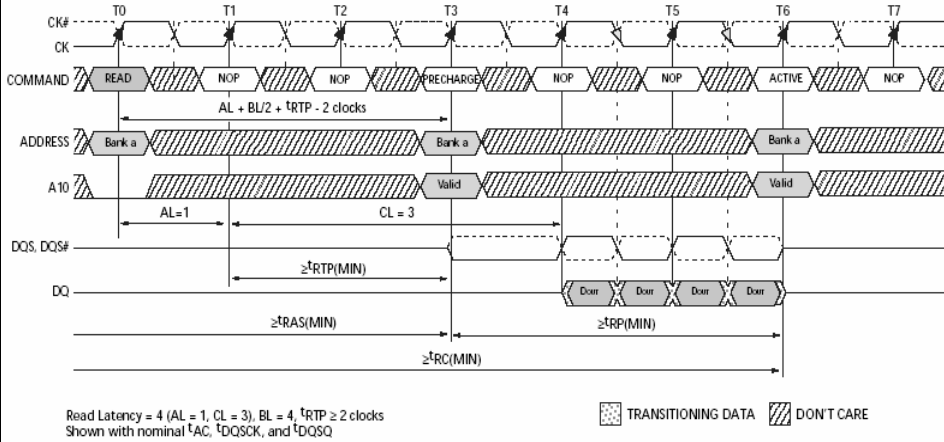 T0 T1 T2 T3 T4 T5 T6 T7
CK#
CK
COMMAND READ NOP NOP PRECHARGE NOP NOP ACTIVE NOP
AL + BL/2 + tRTP - 2 clocks
ADDRESS Bank a Bank a Bank a
A10 Valid Valid
AL=1 CL = 3
DQS, DQS#
≥tRTP(MIN)
DQ Dout Dout Dout Dout
≥tRAS(MIN) ≥tRP(MIN)
≥tRC(MIN)
Read Latency = 4 (AL = 1, CL = 3), BL = 4, tRTP ≥ 2 clocks
Shown with nominal tAC, tDQSCK, and tDQSQ
TRANSITIONING DATA DON'T CARE